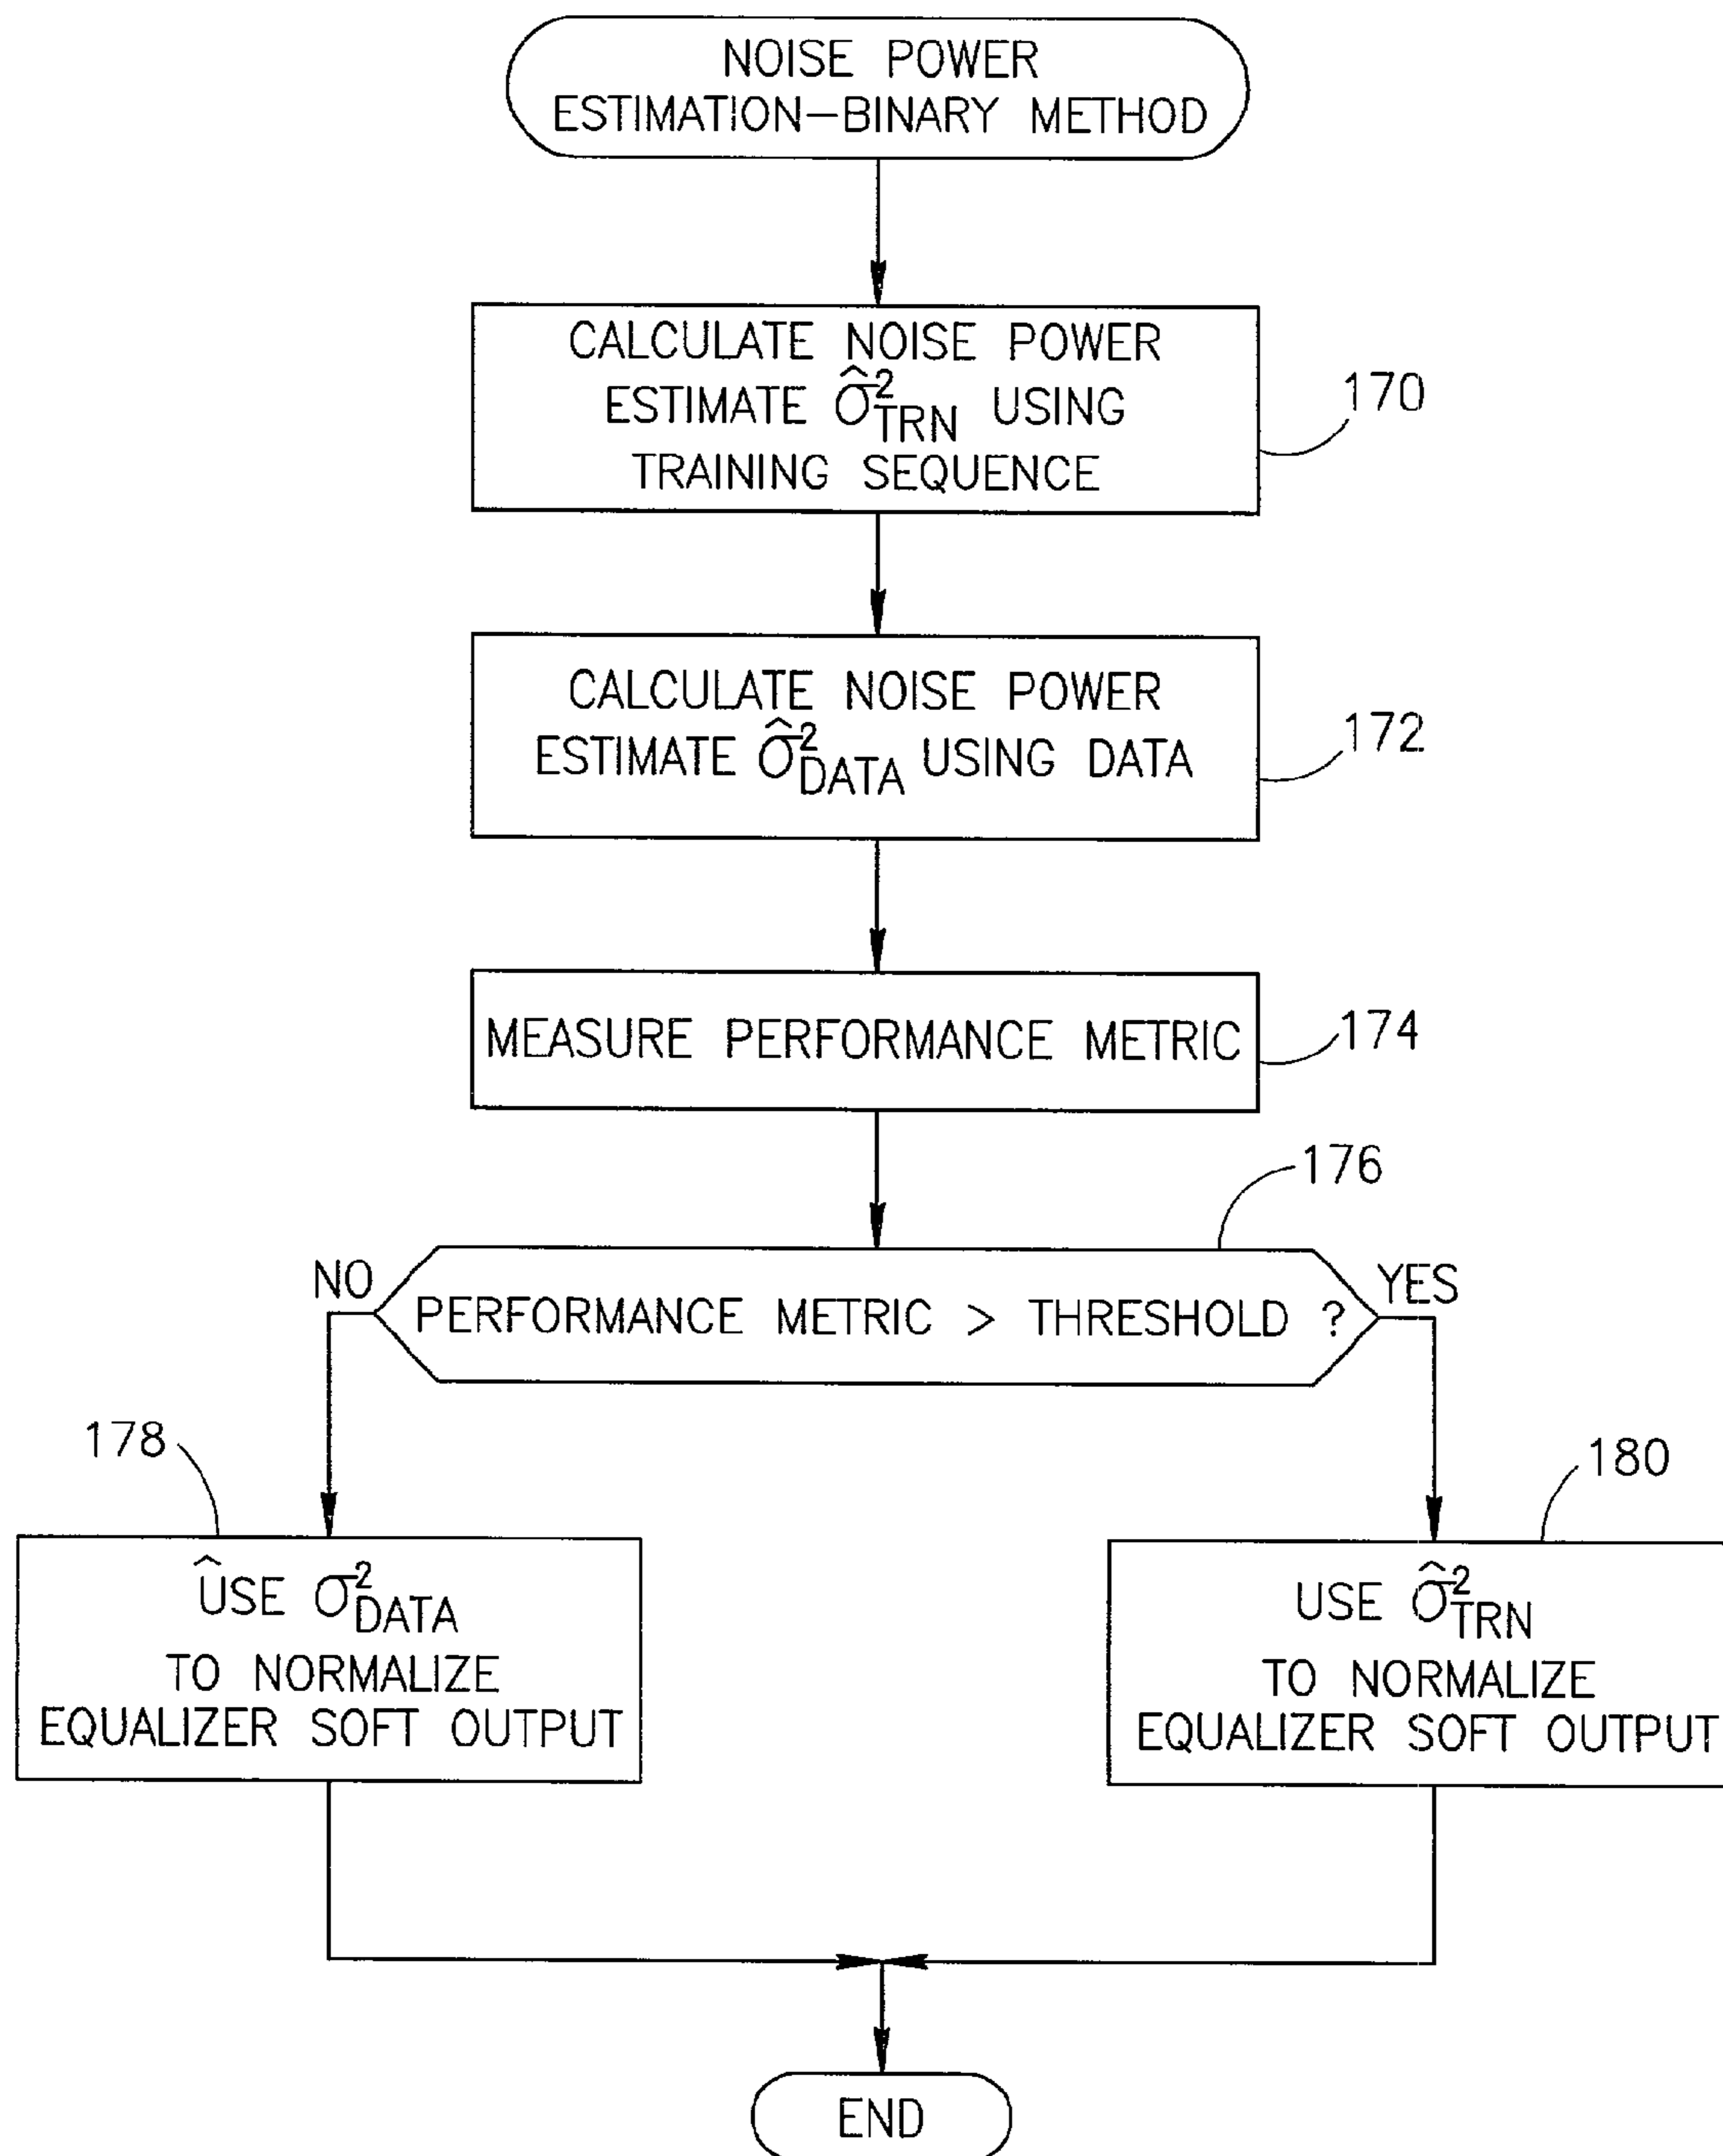 NOISE POWER
ESTIMATION-BINARY METHOD
CALCULATE NOISE POWER
ESTIMATE σ̂²TRN USING
TRAINING SEQUENCE
170
CALCULATE NOISE POWER
ESTIMATE σ̂²DATA USING DATA
172
MEASURE PERFORMANCE METRIC
174
176
NO
PERFORMANCE METRIC > THRESHOLD ?
YES
178
USÊ σ²DATA
TO NORMALIZE
EQUALIZER SOFT OUTPUT
180
USE σ̂²TRN
TO NORMALIZE
EQUALIZER SOFT OUTPUT
END